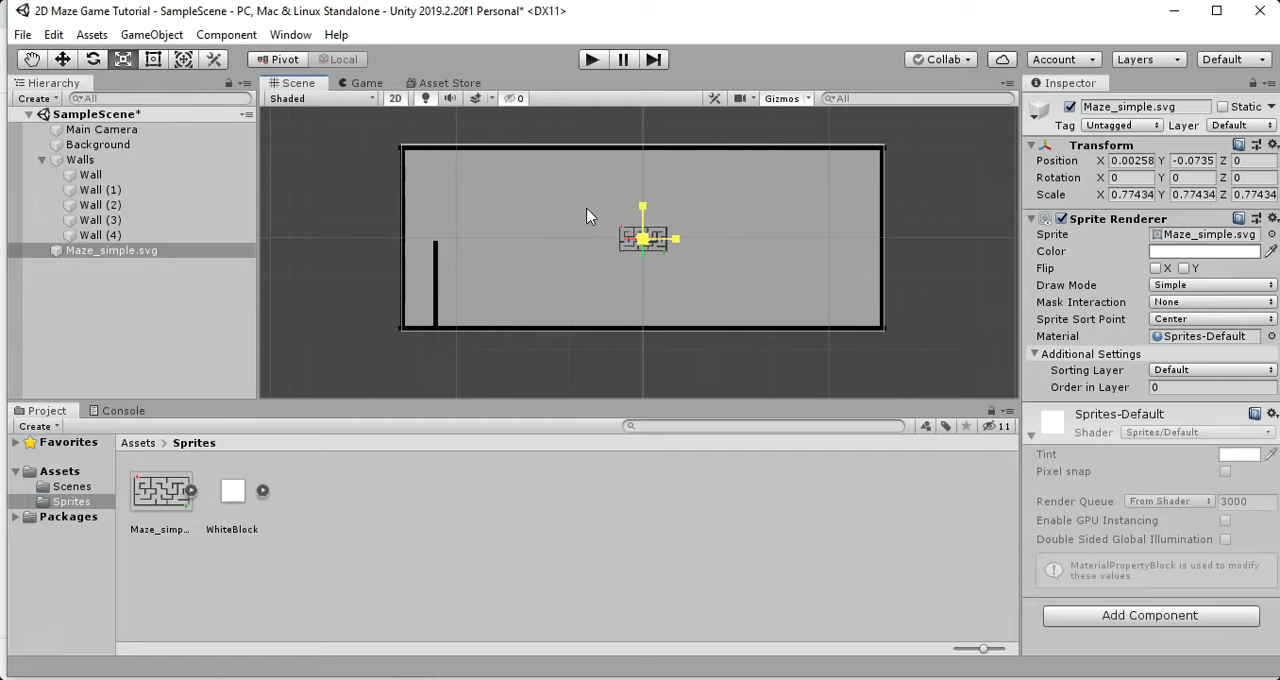 2D Maze Game Tutorial - SampleScene - PC, Mac & Linux Standalone - Unity 2019.2.20f1 Personal* <DX11>
File Edit Assets GameObject Component Window Help
Pivot Local Collab Account Layers Default
Hierarchy Scene Game Asset Store Inspector
Create All Shaded 2D 0 Gizmos All
SampleScene*
Main Camera
Background
Walls
Wall
Wall (1)
Wall (2)
Wall (3)
Wall (4)
Maze_simple.svg
Maze_simple.svg Static
Tag Untagged Layer Default
Transform
Position X 0.00258 Y -0.0735 Z 0
Rotation X 0 Y 0 Z 0
Scale X 0.77434 Y 0.77434 Z 0.77434
Sprite Renderer
Sprite Maze_simple.svg
Color
Flip X Y
Draw Mode Simple
Mask Interaction None
Sprite Sort Point Center
Material Sprites-Default
Additional Settings
Sorting Layer Default
Order in Layer 0
Sprites-Default
Shader Sprites/Default
Tint
Pixel snap
Render Queue From Shader 3000
Enable GPU Instancing
Double Sided Global Illumination
MaterialPropertyBlock is used to modify
these values
Add Component
Project Console
Create 11
Favorites
Assets
Scenes
Sprites
Packages
Assets Sprites
Maze_simp... WhiteBlock